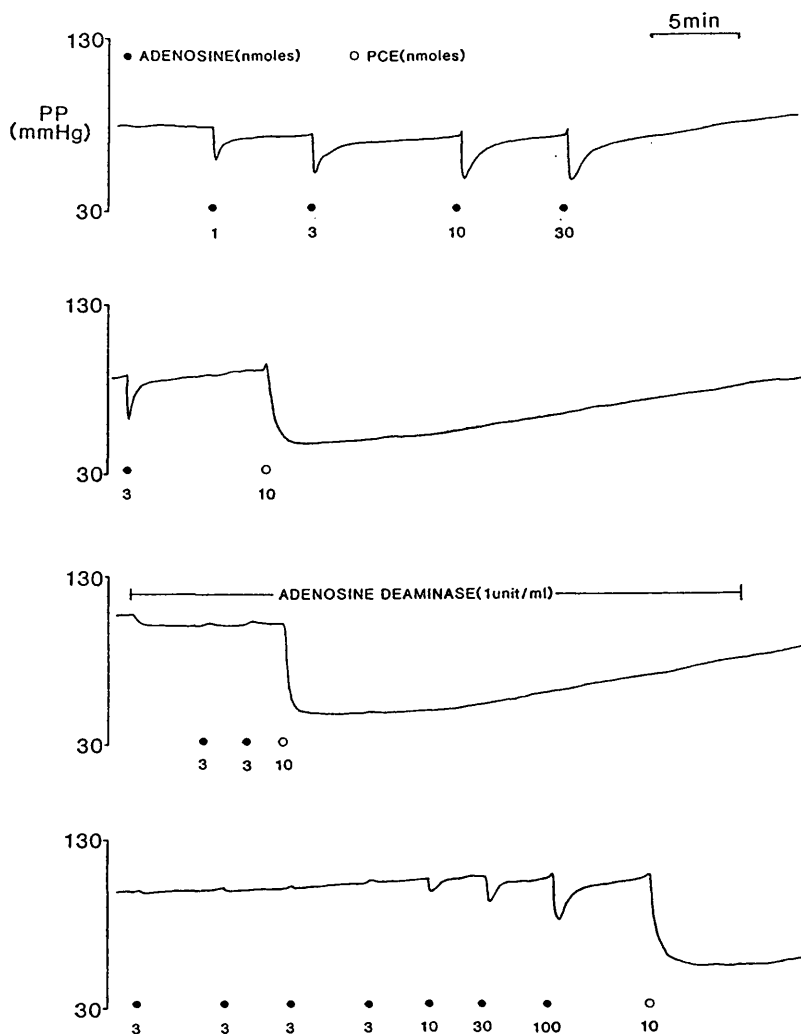 130
5min
● ADENOSINE(nmoles) ○ PCE(nmoles)
PP
(mmHg)
30
1 3 10 30
130
30
3 10
130
ADENOSINE DEAMINASE(1unit/ml)
30
3 3 10
130
30
3 3 3 3 10 30 100 10